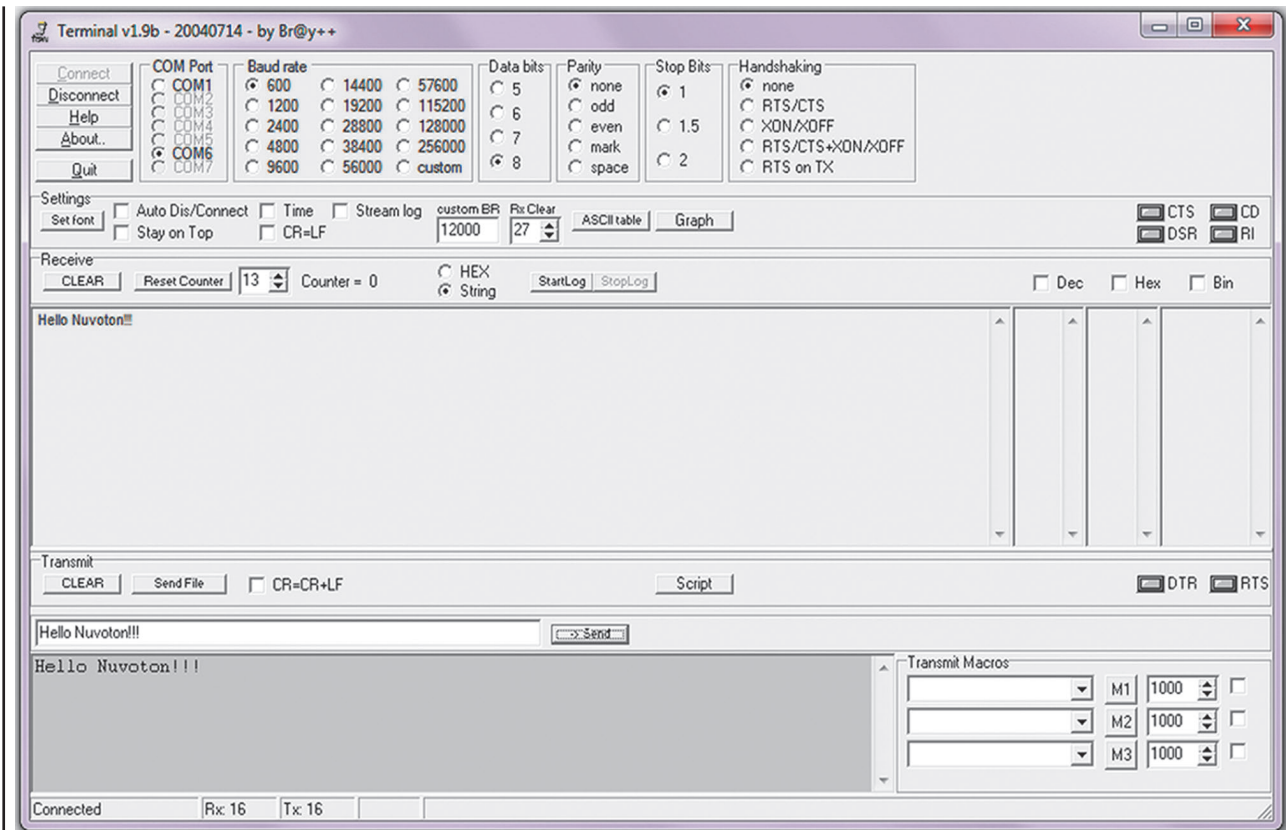 Terminal v1.9b - 20040714 - by Br@y++
Connect
Disconnect
Help
About..
Quit
COM Port
COM1
COM2
COM3
COM4
COM5
COM6
COM7
Baud rate
600 14400 57600
1200 19200 115200
2400 28800 128000
4800 38400 256000
9600 56000 custom
Data bits
5
6
7
8
Parity
none
odd
even
mark
space
Stop Bits
1
1.5
2
Handshaking
none
RTS/CTS
XON/XOFF
RTS/CTS+XON/XOFF
RTS on TX
Settings
Set font
Auto Dis/Connect Time Stream log
Stay on Top CR=LF
custom BR Rx Clear
12000 27
ASCII table Graph
CTS CD
DSR RI
Receive
CLEAR Reset Counter 13 Counter = 0
HEX
String
StartLog StopLog
Dec Hex Bin
Hello Nuvoton!!!
Transmit
CLEAR Send File CR=CR+LF Script DTR RTS
Hello Nuvoton!!! -> Send
Hello Nuvoton!!!
Transmit Macros
M1 1000
M2 1000
M3 1000
Connected Rx: 16 Tx: 16